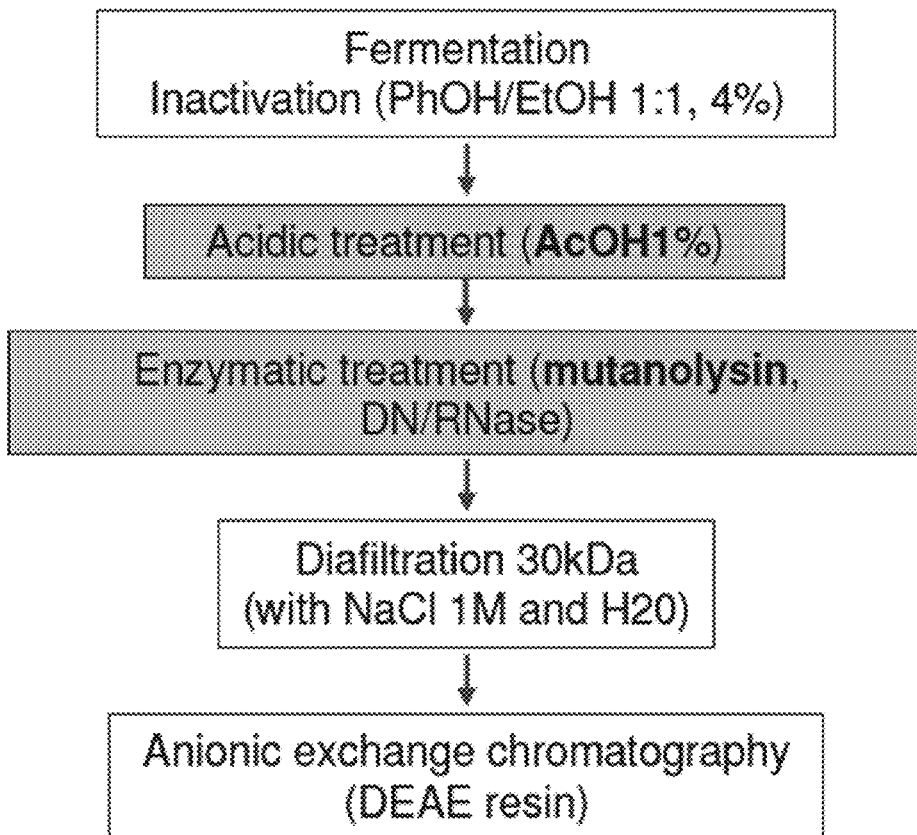 Fermentation
Inactivation (PhOH/EtOH 1:1, 4%)
Acidic treatment (AcOH1%)
Enzymatic treatment (mutanolysin,
DN/RNase)
Diafiltration 30kDa
(with NaCl 1M and H20)
Anionic exchange chromatography
(DEAE resin)